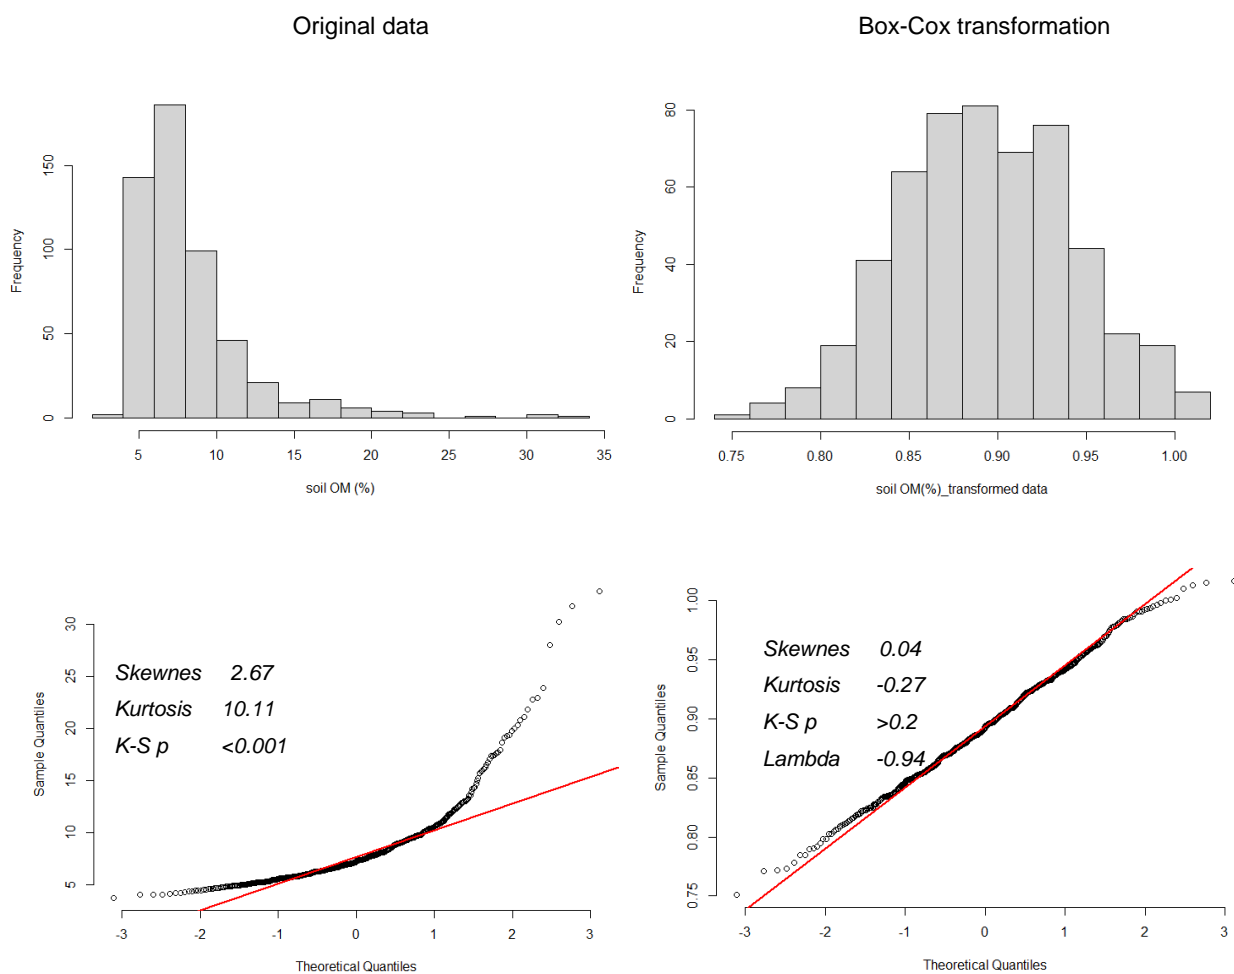 Original data
Box-Cox transformation
Frequency
0
50
100
150
5
10
15
20
25
30
35
soil OM (%)
Frequency
0
20
40
60
80
0.75
0.80
0.85
0.90
0.95
1.00
soil OM(%)_transformed data
Sample Quantiles
5
10
15
20
25
30
Skewnes 2.67
Kurtosis 10.11
K-S p <0.001
-3
-2
-1
0
1
2
3
Theoretical Quantiles
Sample Quantiles
0.75
0.80
0.85
0.90
0.95
1.00
Skewnes 0.04
Kurtosis -0.27
K-S p >0.2
Lambda -0.94
-3
-2
-1
0
1
2
3
Theoretical Quantiles